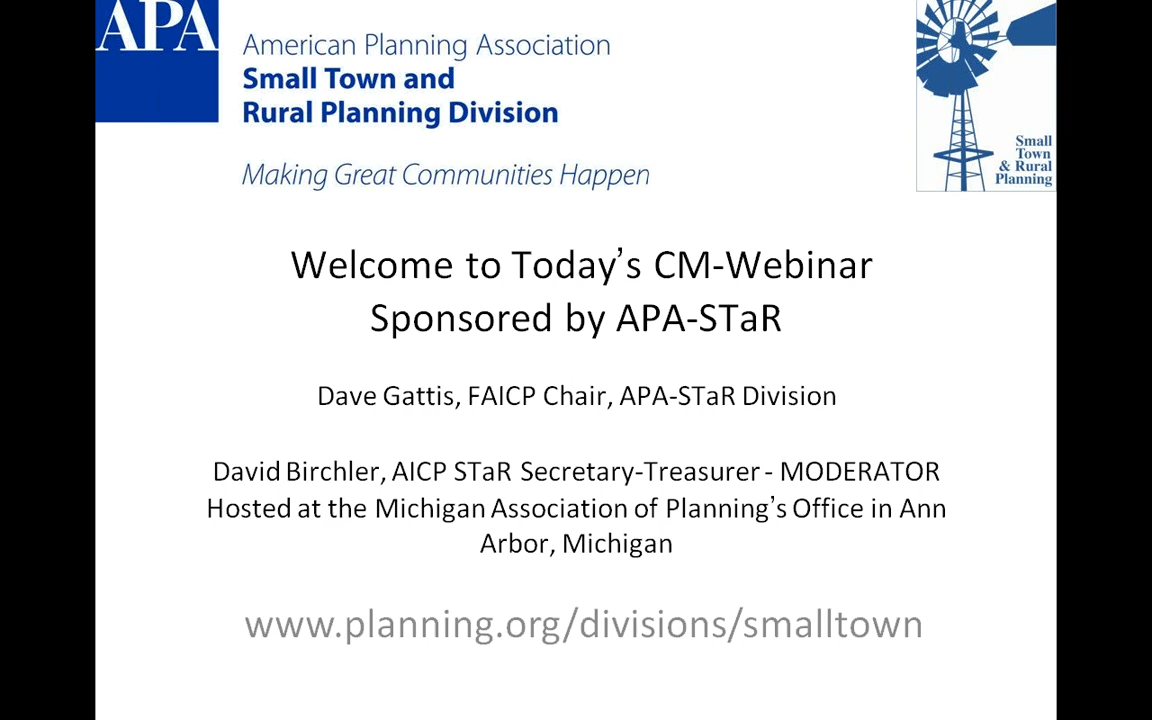 APA
American Planning Association
Small Town and
Rural Planning Division
Making Great Communities Happen
Small
Town
& Rural
Planning
Welcome to Today’s CM-Webinar
Sponsored by APA-STaR
Dave Gattis, FAICP Chair, APA-STaR Division
David Birchler, AICP STaR Secretary-Treasurer - MODERATOR
Hosted at the Michigan Association of Planning’s Office in Ann
Arbor, Michigan
www.planning.org/divisions/smalltown